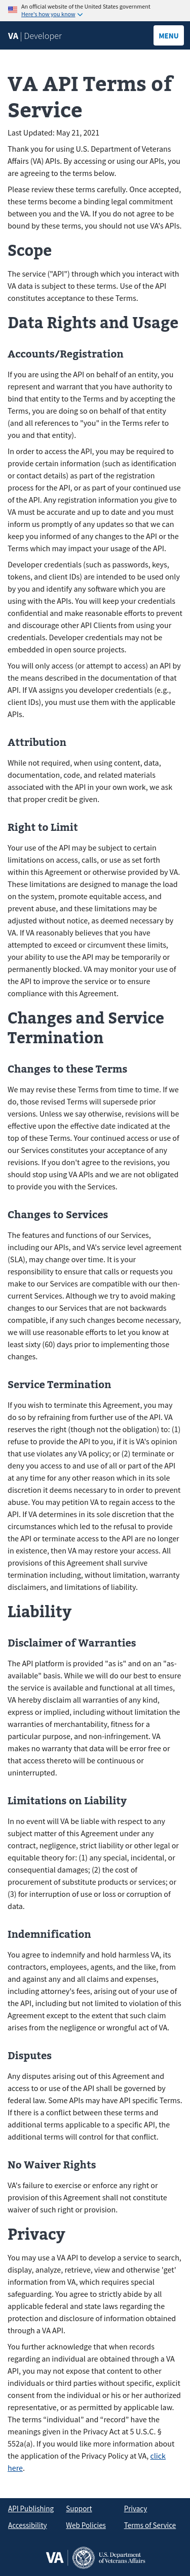 An official website of the United States government
Here's how you know
VA | Developer
MENU
VA API Terms of
Service
Last Updated: May 21, 2021
Thank you for using U.S. Department of Veterans
Affairs (VA) APIs. By accessing or using our APIs, you
are agreeing to the terms below.
Please review these terms carefully. Once accepted,
these terms become a binding legal commitment
between you and the VA. If you do not agree to be
bound by these terms, you should not use VA's APIs.
Scope
The service ("API") through which you interact with
VA data is subject to these terms. Use of the API
constitutes acceptance to these Terms.
Data Rights and Usage
Accounts/Registration
If you are using the API on behalf of an entity, you
represent and warrant that you have authority to
bind that entity to the Terms and by accepting the
Terms, you are doing so on behalf of that entity
(and all references to "you" in the Terms refer to
you and that entity).
In order to access the API, you may be required to
provide certain information (such as identification
or contact details) as part of the registration
process for the API, or as part of your continued use
of the API. Any registration information you give to
VA must be accurate and up to date and you must
inform us promptly of any updates so that we can
keep you informed of any changes to the API or the
Terms which may impact your usage of the API.
Developer credentials (such as passwords, keys,
tokens, and client IDs) are intended to be used only
by you and identify any software which you are
using with the APIs. You will keep your credentials
confidential and make reasonable efforts to prevent
and discourage other API Clients from using your
credentials. Developer credentials may not be
embedded in open source projects.
You will only access (or attempt to access) an API by
the means described in the documentation of that
API. If VA assigns you developer credentials (e.g.,
client IDs), you must use them with the applicable
APIs.
Attribution
While not required, when using content, data,
documentation, code, and related materials
associated with the API in your own work, we ask
that proper credit be given.
Right to Limit
Your use of the API may be subject to certain
limitations on access, calls, or use as set forth
within this Agreement or otherwise provided by VA.
These limitations are designed to manage the load
on the system, promote equitable access, and
prevent abuse, and these limitations may be
adjusted without notice, as deemed necessary by
VA. If VA reasonably believes that you have
attempted to exceed or circumvent these limits,
your ability to use the API may be temporarily or
permanently blocked. VA may monitor your use of
the API to improve the service or to ensure
compliance with this Agreement.
Changes and Service
Termination
Changes to these Terms
We may revise these Terms from time to time. If we
do, those revised Terms will supersede prior
versions. Unless we say otherwise, revisions will be
effective upon the effective date indicated at the
top of these Terms. Your continued access or use of
our Services constitutes your acceptance of any
revisions. If you don't agree to the revisions, you
should stop using VA APIs and we are not obligated
to provide you with the Services.
Changes to Services
The features and functions of our Services,
including our APIs, and VA's service level agreement
(SLA), may change over time. It is your
responsibility to ensure that calls or requests you
make to our Services are compatible with our then-
current Services. Although we try to avoid making
changes to our Services that are not backwards
compatible, if any such changes become necessary,
we will use reasonable efforts to let you know at
least sixty (60) days prior to implementing those
changes.
Service Termination
If you wish to terminate this Agreement, you may
do so by refraining from further use of the API. VA
reserves the right (though not the obligation) to: (1)
refuse to provide the API to you, if it is VA's opinion
that use violates any VA policy; or (2) terminate or
deny you access to and use of all or part of the API
at any time for any other reason which in its sole
discretion it deems necessary to in order to prevent
abuse. You may petition VA to regain access to the
API. If VA determines in its sole discretion that the
circumstances which led to the refusal to provide
the API or terminate access to the API are no longer
in existence, then VA may restore your access. All
provisions of this Agreement shall survive
termination including, without limitation, warranty
disclaimers, and limitations of liability.
Liability
Disclaimer of Warranties
The API platform is provided "as is" and on an "as-
available" basis. While we will do our best to ensure
the service is available and functional at all times,
VA hereby disclaim all warranties of any kind,
express or implied, including without limitation the
warranties of merchantability, fitness for a
particular purpose, and non-infringement. VA
makes no warranty that data will be error free or
that access thereto will be continuous or
uninterrupted.
Limitations on Liability
In no event will VA be liable with respect to any
subject matter of this Agreement under any
contract, negligence, strict liability or other legal or
equitable theory for: (1) any special, incidental, or
consequential damages; (2) the cost of
procurement of substitute products or services; or
(3) for interruption of use or loss or corruption of
data.
Indemnification
You agree to indemnify and hold harmless VA, its
contractors, employees, agents, and the like, from
and against any and all claims and expenses,
including attorney's fees, arising out of your use of
the API, including but not limited to violation of this
Agreement except to the extent that such claim
arises from the negligence or wrongful act of VA.
Disputes
Any disputes arising out of this Agreement and
access to or use of the API shall be governed by
federal law. Some APIs may have API specific Terms.
If there is a conflict between these terms and
additional terms applicable to a specific API, the
additional terms will control for that conflict.
No Waiver Rights
VA's failure to exercise or enforce any right or
provision of this Agreement shall not constitute
waiver of such right or provision.
Privacy
You may use a VA API to develop a service to search,
display, analyze, retrieve, view and otherwise 'get'
information from VA, which requires special
safeguarding. You agree to strictly abide by all
applicable federal and state laws regarding the
protection and disclosure of information obtained
through a VA API.
You further acknowledge that when records
regarding an individual are obtained through a VA
API, you may not expose that content to other
individuals or third parties without specific, explicit
consent from the individual or his or her authorized
representative, or as permitted by applicable law.
The terms “individual” and “record” have the
meanings given in the Privacy Act at 5 U.S.C. §
552a(a). If you would like more information about
the application of the Privacy Policy at VA, click
here.
API Publishing Support Privacy
Accessibility Web Policies Terms of Service
VA U.S. Department
of Veterans Affairs